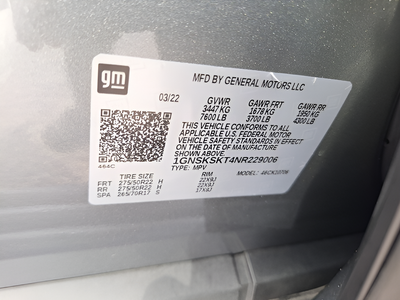 gm
MFD BY GENERAL MOTORS LLC
03/22 GVWR GAWR FRT GAWR RR
3447 KG 1678 KG 1950 KG
7600 LB 3700 LB 4300 LB
THIS VEHICLE CONFORMS TO ALL
APPLICABLE U.S. FEDERAL MOTOR
VEHICLE SAFETY STANDARDS IN EFFECT
ON THE DATE OF MANUFACTURE
SHOWN ABOVE.
464C
1GNSKSKT4NR229006
TYPE: MPV MODEL:
TIRE SIZE RIM
FRT 275/50R22 H 22X9J
RR 275/50R22 H 22X9J
SPA 265/70R17 S 17X8J